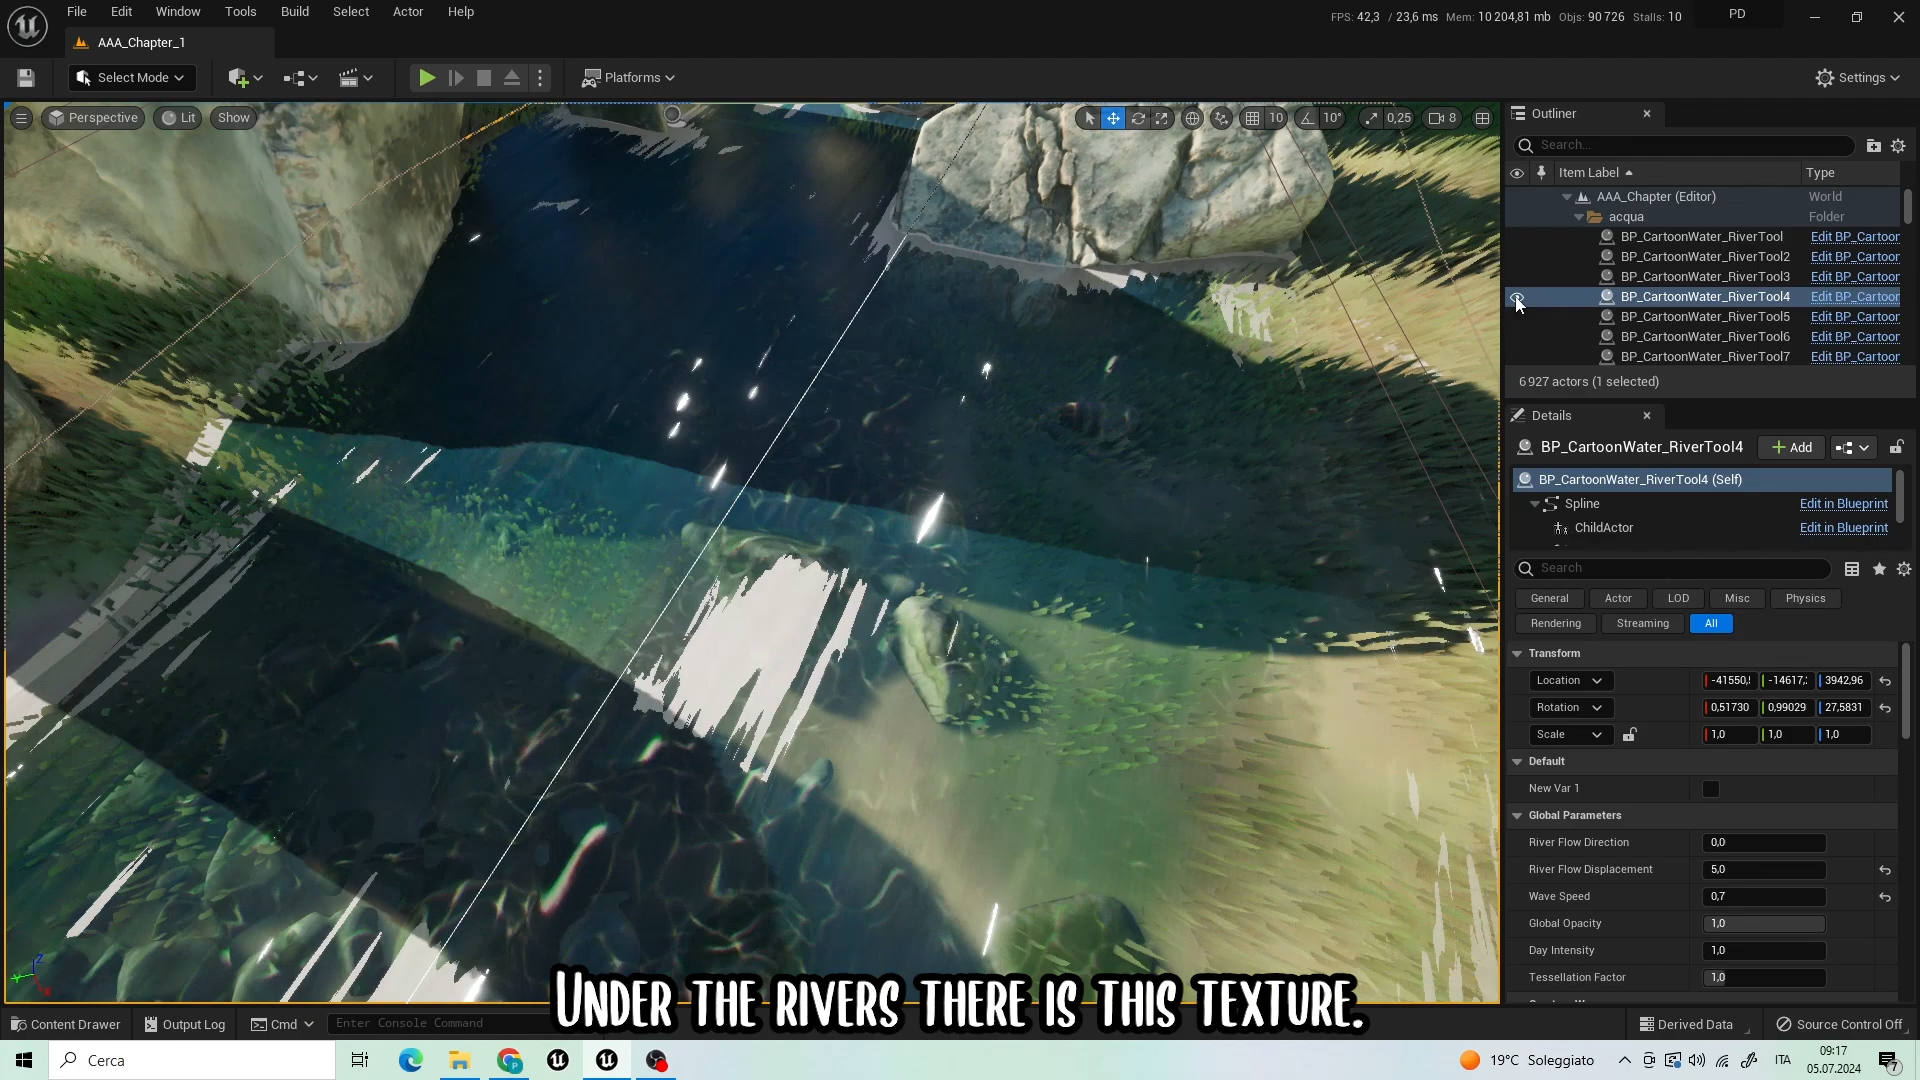 File Edit Window Tools Build Select Actor Help
FPS: 42,3 / 23,6 ms Mem: 10 204,81 mb Objs: 90 726 Stalls: 10
PD
AAA_Chapter_1
Select Mode
Platforms
Settings
Perspective Lit Show
10 10° 0,25 8
Outliner
Search...
Item Label Type
AAA_Chapter (Editor) World
acqua Folder
BP_CartoonWater_RiverTool Edit BP_Cartoor
BP_CartoonWater_RiverTool2 Edit BP_Cartoor
BP_CartoonWater_RiverTool3 Edit BP_Cartoor
BP_CartoonWater_RiverTool4 Edit BP_Cartoor
BP_CartoonWater_RiverTool5 Edit BP_Cartoor
BP_CartoonWater_RiverTool6 Edit BP_Cartoor
BP_CartoonWater_RiverTool7 Edit BP_Cartoor
6 927 actors (1 selected)
Details
BP_CartoonWater_RiverTool4
Add
BP_CartoonWater_RiverTool4 (Self)
Spline Edit in Blueprint
ChildActor Edit in Blueprint
Search
General Actor LOD Misc Physics
Rendering Streaming All
Transform
Location -41550, -14617, 3942,96
Rotation 0,51730 0,99029 27,5831
Scale 1,0 1,0 1,0
Default
New Var 1
Global Parameters
River Flow Direction 0,0
River Flow Displacement 5,0
Wave Speed 0,7
Global Opacity 1,0
Day Intensity 1,0
Tessellation Factor 1,0
UNDER THE RIVERS THERE IS THIS TEXTURE.
Content Drawer Output Log Cmd Enter Console Command
Derived Data Source Control Off
Cerca
19°C Soleggiato
ITA
09:17
05.07.2024
7